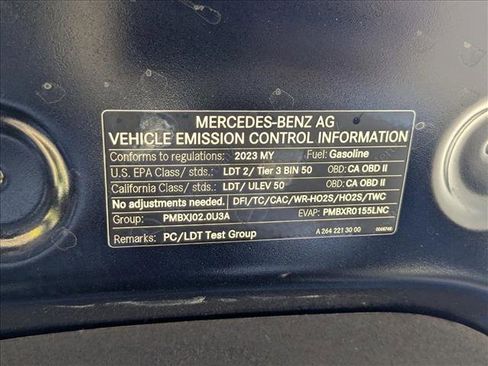 MERCEDES-BENZ AG
VEHICLE EMISSION CONTROL INFORMATION
Conforms to regulations: 2023 MY Fuel: Gasoline
U.S. EPA Class/ stds.: LDT 2/ Tier 3 BIN 50 OBD: CA OBD II
California Class/ stds.: LDT/ ULEV 50 OBD: CA OBD II
No adjustments needed. DFI/TC/CAC/WR-HO2S/HO2S/TWC
Group: PMBXJ02.0U3A EVAP: PMBXR0155LNC
Remarks: PC/LDT Test Group A 264 221 30 00